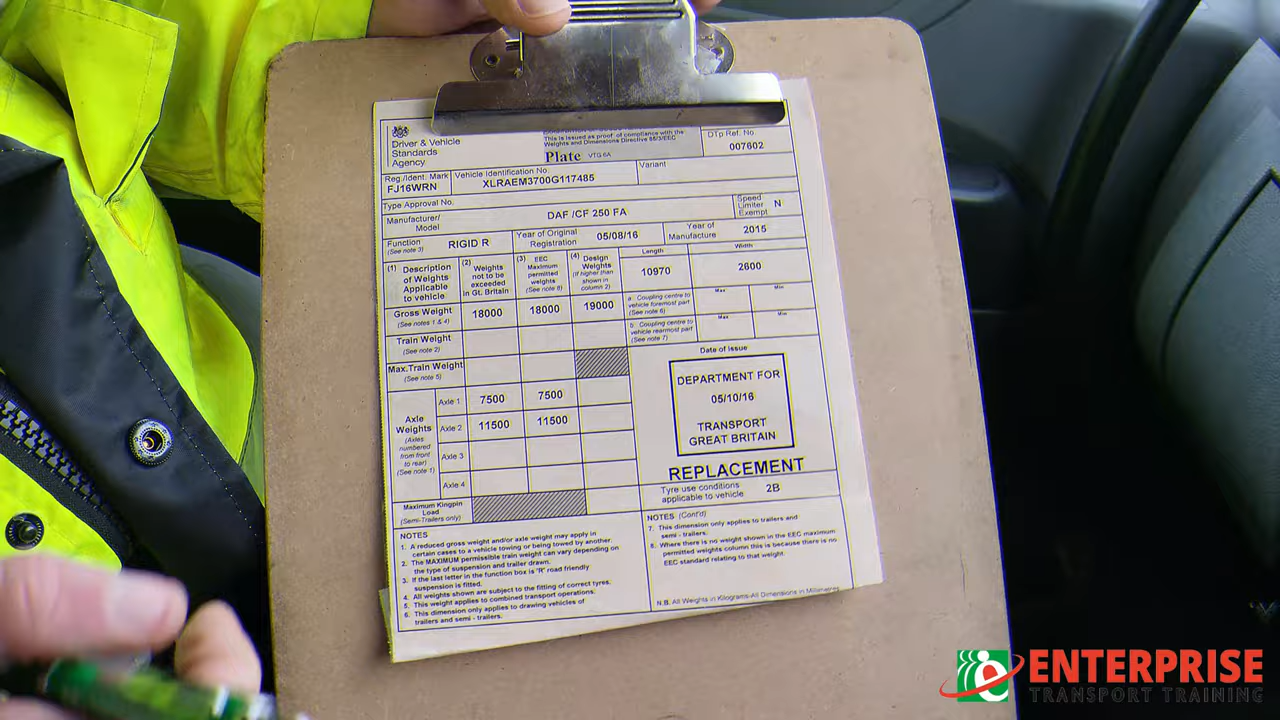 Driver & Vehicle
Standards
Agency
This is issued as proof of compliance with the
Weights and Dimensions Directive 85/3/EEC
Plate VTG 6A
DTp Ref. No.
007602
Reg./Ident. Mark
FJ16WRN
Vehicle Identification No.
XLRAEM3700G117485
Variant
Type Approval No.
Manufacturer/
Model
DAF /CF 250 FA
Speed
Limiter
Exempt
N
Function
(See note 3)
RIGID R
Year of Original
Registration
05/08/16
Year of
Manufacture
2015
(1) Description
of Weights
Applicable
to vehicle
(2) Weights
not to be
exceeded
in Gt. Britain
(3) EEC
Maximum
permitted
weights
(See note 8)
(4) Design
Weights
(if higher than
shown in
column 2)
Length
10970
Width
2600
Gross Weight
(See notes 1 & 4)
18000
18000
19000
a Coupling centre to
vehicle foremost part
(See note 6)
Max
Min
Train Weight
(See note 2)
b Coupling centre to
vehicle rearmost part
(See note 7)
Max
Min
Max.Train Weight
(See note 5)
Axle
Weights
(Axles
numbered
from front
to rear)
(See note 1)
Axle 1
7500
7500
Axle 2
11500
11500
Axle 3
Axle 4
Maximum Kingpin
Load
(Semi-Trailers only)
Date of issue
DEPARTMENT FOR
05/10/16
TRANSPORT
GREAT BRITAIN
REPLACEMENT
Tyre use conditions
applicable to vehicle
2B
NOTES
1. A reduced gross weight and/or axle weight may apply in
certain cases to a vehicle towing or being towed by another.
2. The MAXIMUM permissible train weight can vary depending on
the type of suspension and trailer drawn.
3. If the last letter in the function box is "R" road friendly
suspension is fitted.
4. All weights shown are subject to the fitting of correct tyres.
5. This weight applies to combined transport operations.
6. This dimension only applies to drawing vehicles of
trailers and semi - trailers.
NOTES (Cont'd)
7. This dimension only applies to trailers and
semi - trailers.
8. Where there is no weight shown in the EEC maximum
permitted weights column this is because there is no
EEC standard relating to that weight.
N.B. All Weights in Kilograms-All Dimensions in Millimetres
ENTERPRISE
TRANSPORT TRAINING